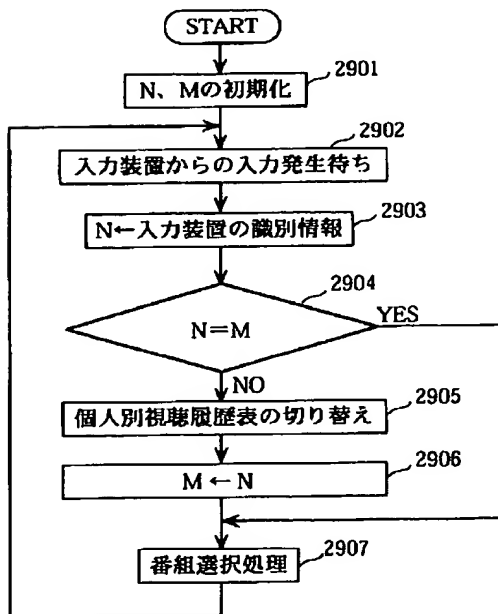 START
2901
N、Mの初期化
2902
入力装置からの入力発生待ち
2903
N←入力装置の識別情報
2904
N=M
YES
NO
2905
個人別視聴履歴表の切り替え
2906
M←N
2907
番組選択処理